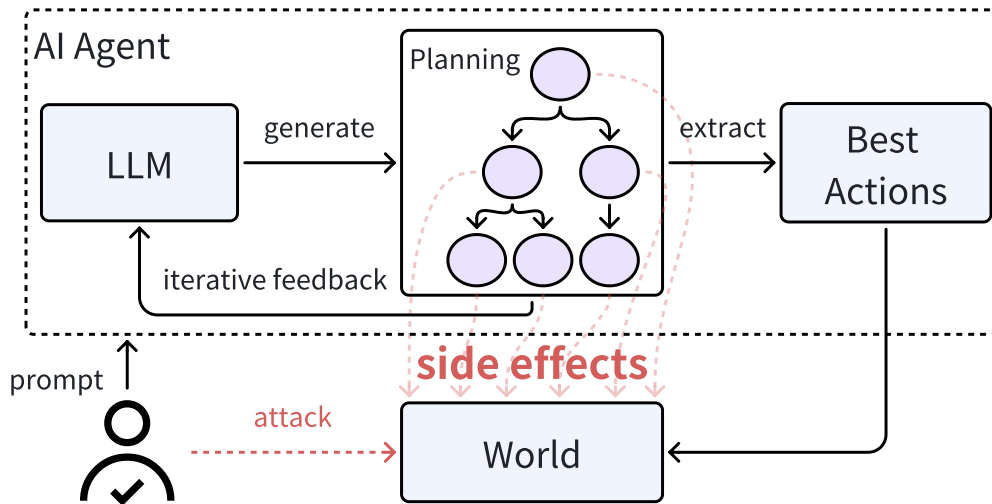 AI Agent
Planning
LLM
generate
extract
Best
Actions
iterative feedback
side effects
prompt
attack
World